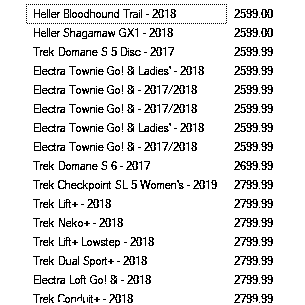 Heller Bloodhound Trail - 2018 2599.00
Heller Shagamaw GX1 - 2018 2599.00
Trek Domane S 5 Disc - 2017 2599.99
Electra Townie Go! 8i Ladies' - 2018 2599.99
Electra Townie Go! 8i - 2017/2018 2599.99
Electra Townie Go! 8i - 2017/2018 2599.99
Electra Townie Go! 8i Ladies' - 2018 2599.99
Electra Townie Go! 8i - 2017/2018 2599.99
Trek Domane S 6 - 2017 2699.99
Trek Checkpoint SL 5 Women's - 2019 2799.99
Trek Lift+ - 2018 2799.99
Trek Neko+ - 2018 2799.99
Trek Lift+ Lowstep - 2018 2799.99
Trek Dual Sport+ - 2018 2799.99
Electra Loft Go! 8i - 2018 2799.99
Trek Conduit+ - 2018 2799.99